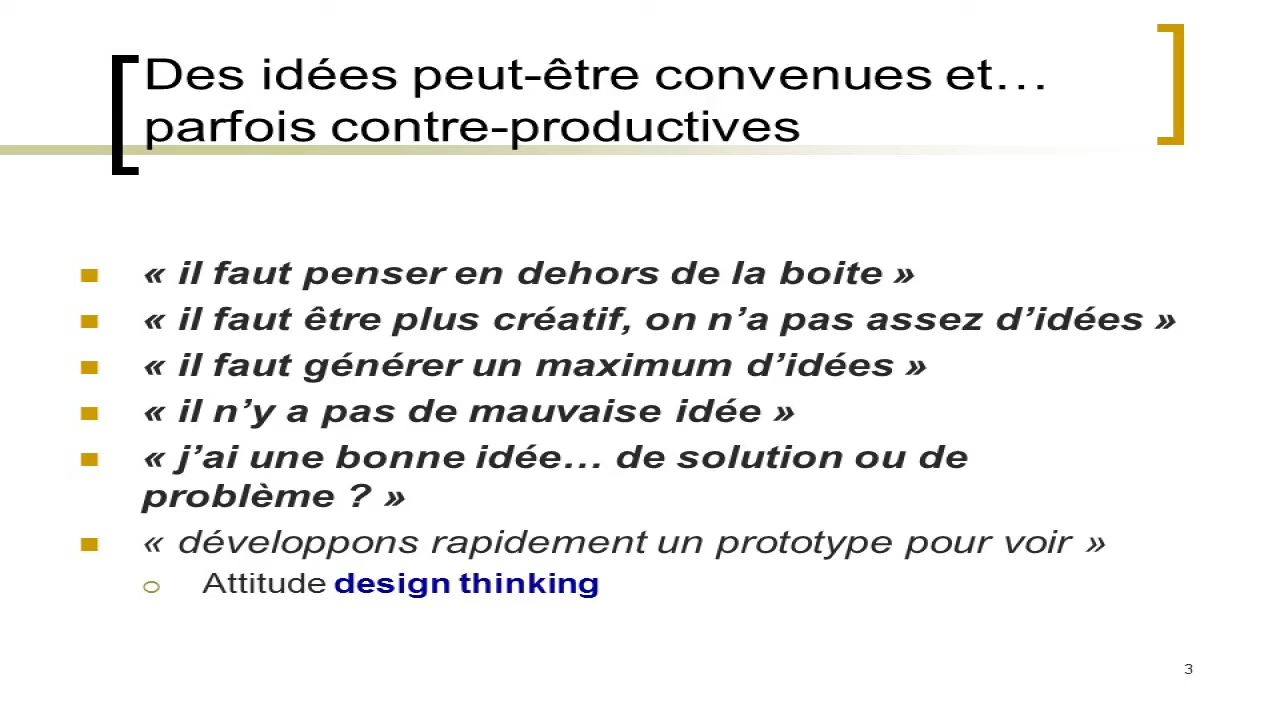 Des idées peut-être convenues et…
parfois contre-productives
« il faut penser en dehors de la boite »
« il faut être plus créatif, on n’a pas assez d’idées »
« il faut générer un maximum d’idées »
« il n’y a pas de mauvaise idée »
« j’ai une bonne idée… de solution ou de
problème ? »
« développons rapidement un prototype pour voir »
Attitude design thinking
3